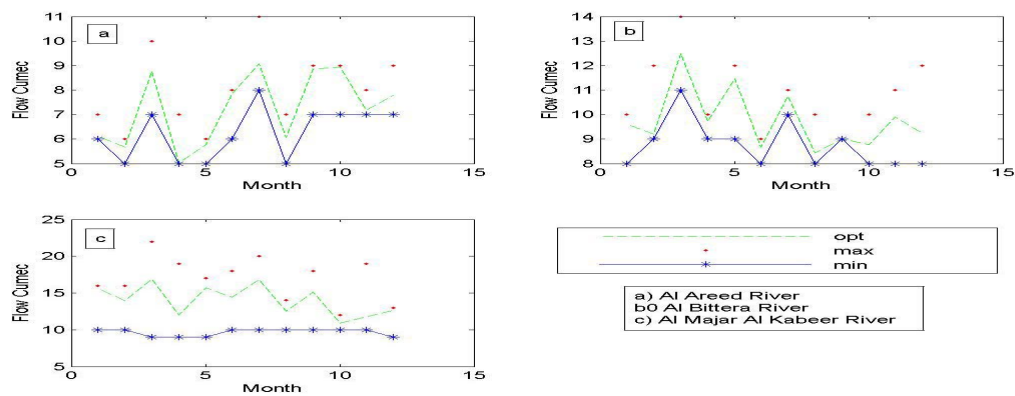 a
Flow Cumec
11
10
9
8
7
6
5
0 5 10 15
Month
b
Flow Cumec
14
13
12
11
10
9
8
0 5 10 15
Month
c
Flow Cumec
25
20
15
10
5
0 5 10 15
Month
opt
max
min
a) Al Areed River
b0 Al Bittera River
c) Al Majar Al Kabeer River